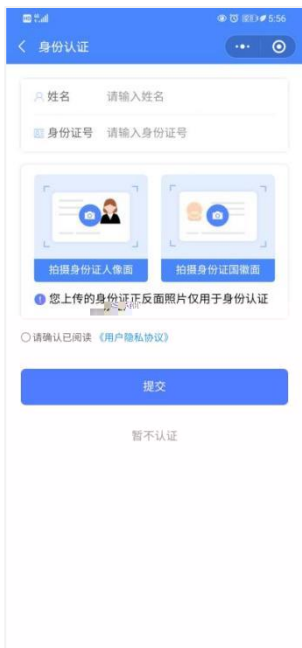 5:56
身份认证
姓名 请输入姓名
身份证号 请输入身份证号
拍摄身份证人像面 拍摄身份证国徽面
您上传的身份证正反面照片仅用于身份认证
请确认已阅读 《用户隐私协议》
提交
暂不认证